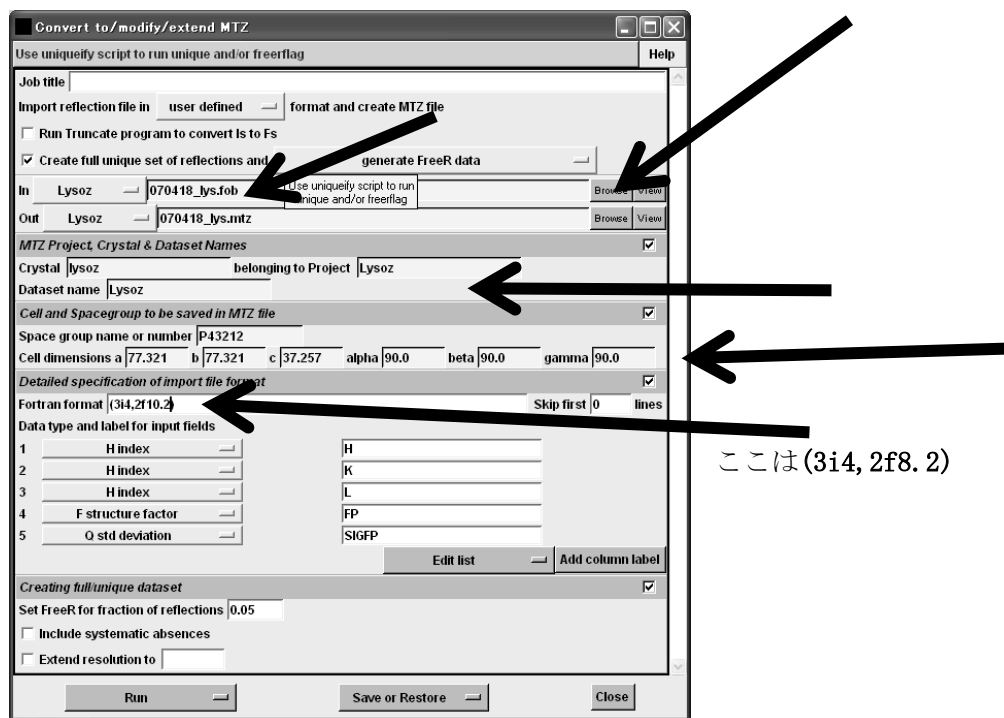 Convert to/modify/extend MTZ
Use uniqueify script to run unique and/or freerflag Help
Job title
Import reflection file in user defined format and create MTZ file
Run Truncate program to convert Is to Fs
Create full unique set of reflections and generate FreeR data
In Lysoz 070418_lys.fob Browse View
Use uniqueify script to run
unique and/or freerflag
Out Lysoz 070418_lys.mtz Browse View
MTZ Project, Crystal & Dataset Names
Crystal lysoz belonging to Project Lysoz
Dataset name Lysoz
Cell and Spacegroup to be saved in MTZ file
Space group name or number P43212
Cell dimensions a 77.321 b 77.321 c 37.257 alpha 90.0 beta 90.0 gamma 90.0
Detailed specification of import file format
Fortran format (3i4,2f10.2) Skip first 0 lines
Data type and label for input fields
ここは(3i4,2f8.2)
1 H index H
2 H index K
3 H index L
4 F structure factor FP
5 Q std deviation SIGFP
Edit list Add column label
Creating full/unique dataset
Set FreeR for fraction of reflections 0.05
Include systematic absences
Extend resolution to
Run Save or Restore Close